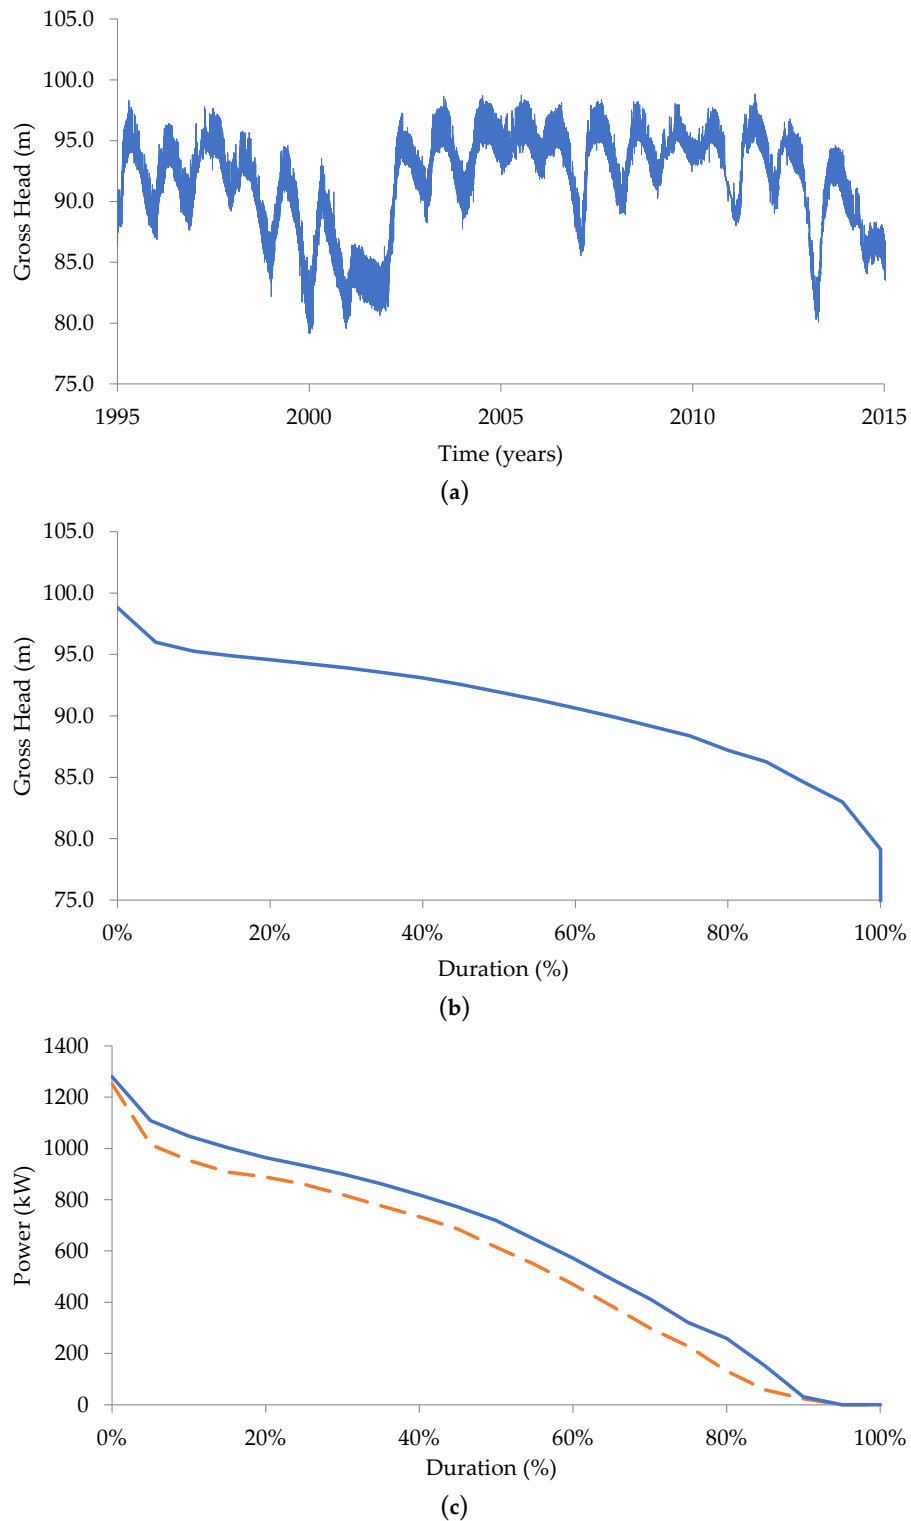 105.0
100.0
95.0
90.0
85.0
80.0
75.0
Gross Head (m)
1995 2000 2005 2010 2015
Time (years)
(a)
105.0
100.0
95.0
90.0
85.0
80.0
75.0
Gross Head (m)
0% 20% 40% 60% 80% 100%
Duration (%)
(b)
1400
1200
1000
800
600
400
200
0
Power (kW)
0% 20% 40% 60% 80% 100%
Duration (%)
(c)